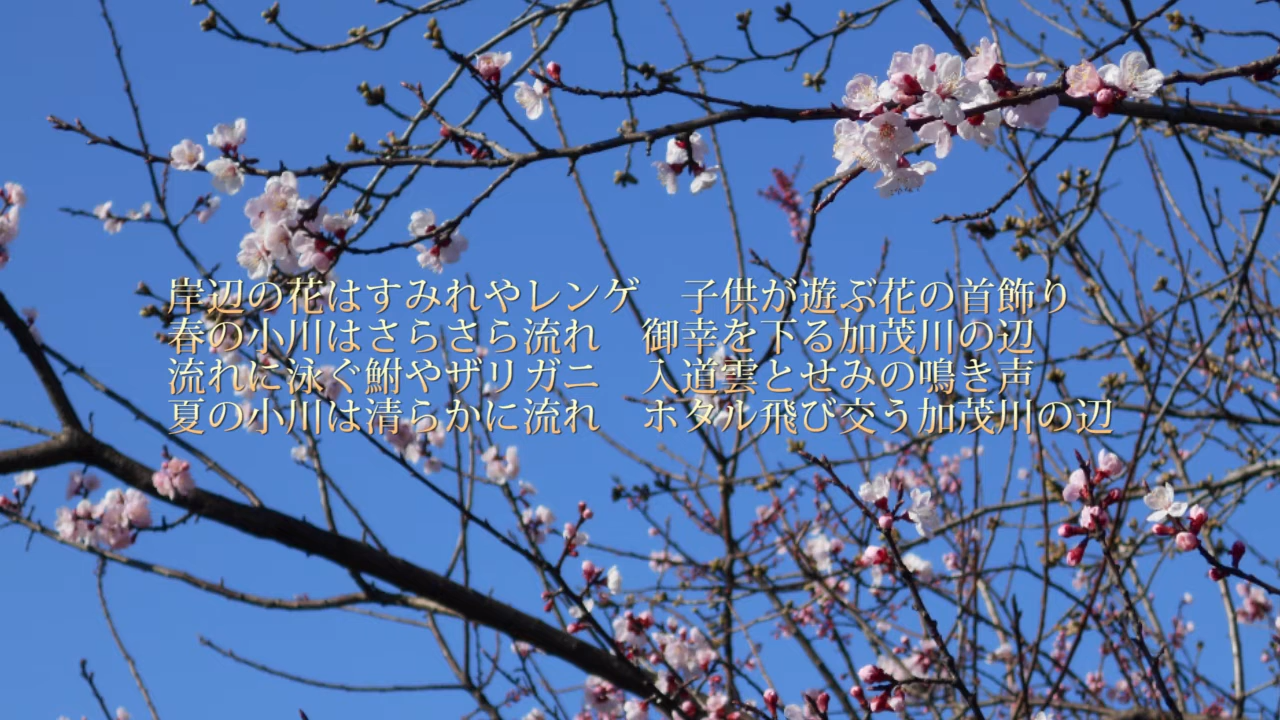 岸辺の花はすみれやレンゲ　子供が遊ぶ花の首飾り
春の小川はさらさら流れ　御幸を下る加茂川の辺
流れに泳ぐ鮒やザリガニ　入道雲とせみの鳴き声
夏の小川は清らかに流れ　ホタル飛び交う加茂川の辺